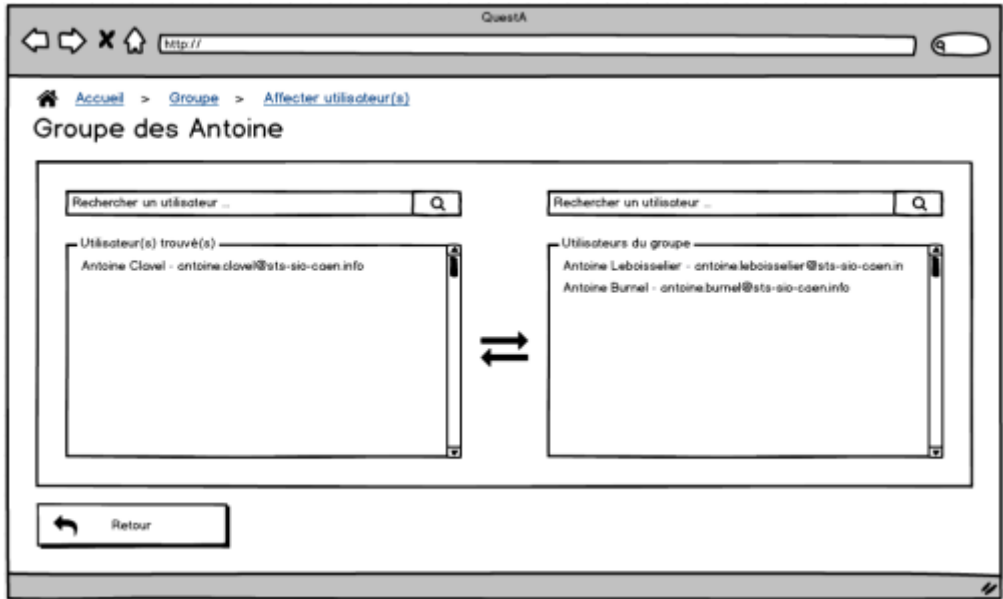 QuestA
http://
Accueil > Groupe > Affecter utilisateur(s)
Groupe des Antoine
Rechercher un utilisateur ...
Rechercher un utilisateur ...
Utilisateur(s) trouvé(s)
Antoine Clavel - antoine.clavel@sts-sio-caen.info
Utilisateurs du groupe
Antoine Leboisselier - antoine.leboisselier@sts-sio-caen.in
Antoine Burnel - antoine.burnel@sts-sio-caen.info
Retour